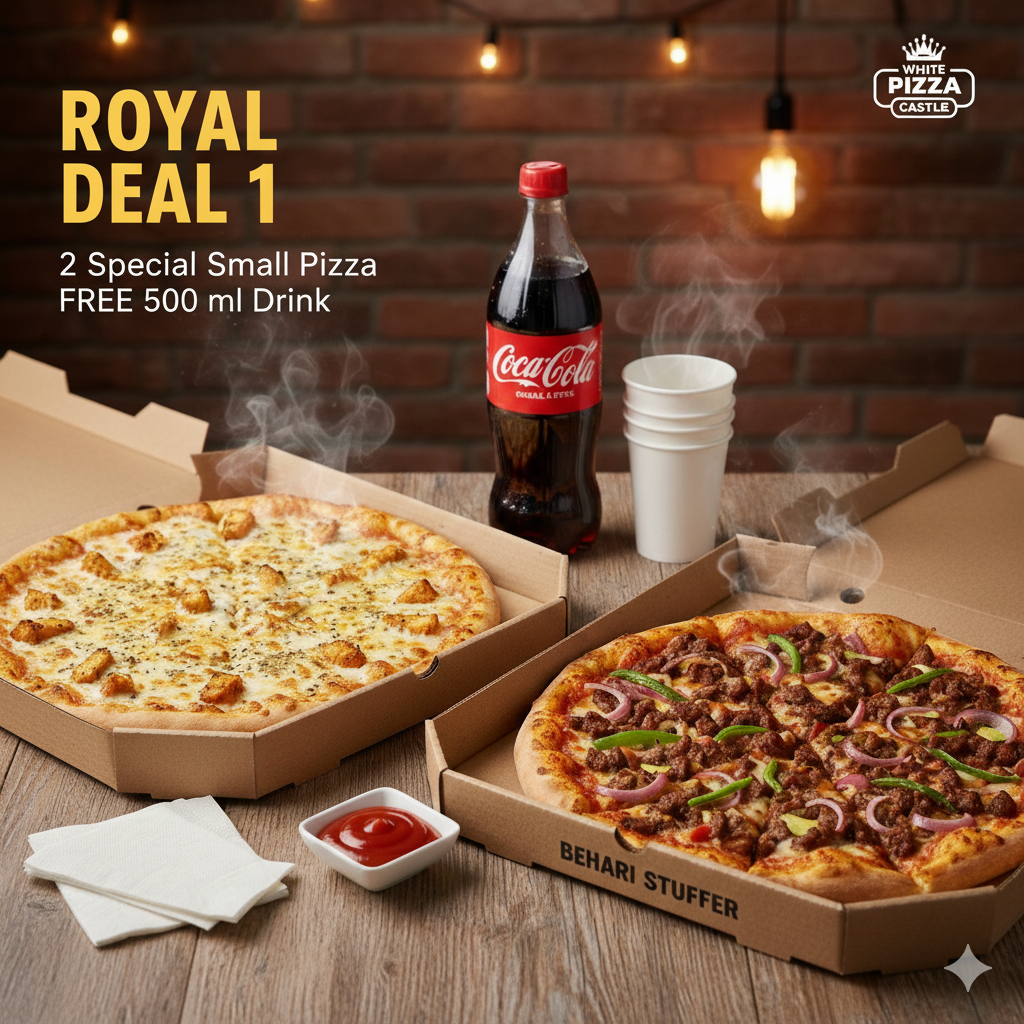 ROYAL
DEAL 1
2 Special Small Pizza
FREE 500 ml Drink
WHITE
PIZZA
CASTLE
Coca-Cola
BEHARI STUFFER